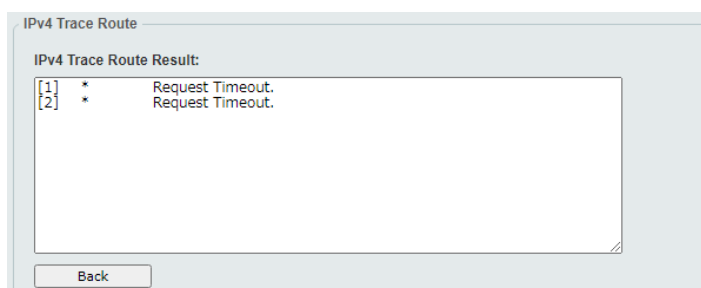 IPv4 Trace Route
IPv4 Trace Route Result:
[1] * Request Timeout.
[2] * Request Timeout.
Back